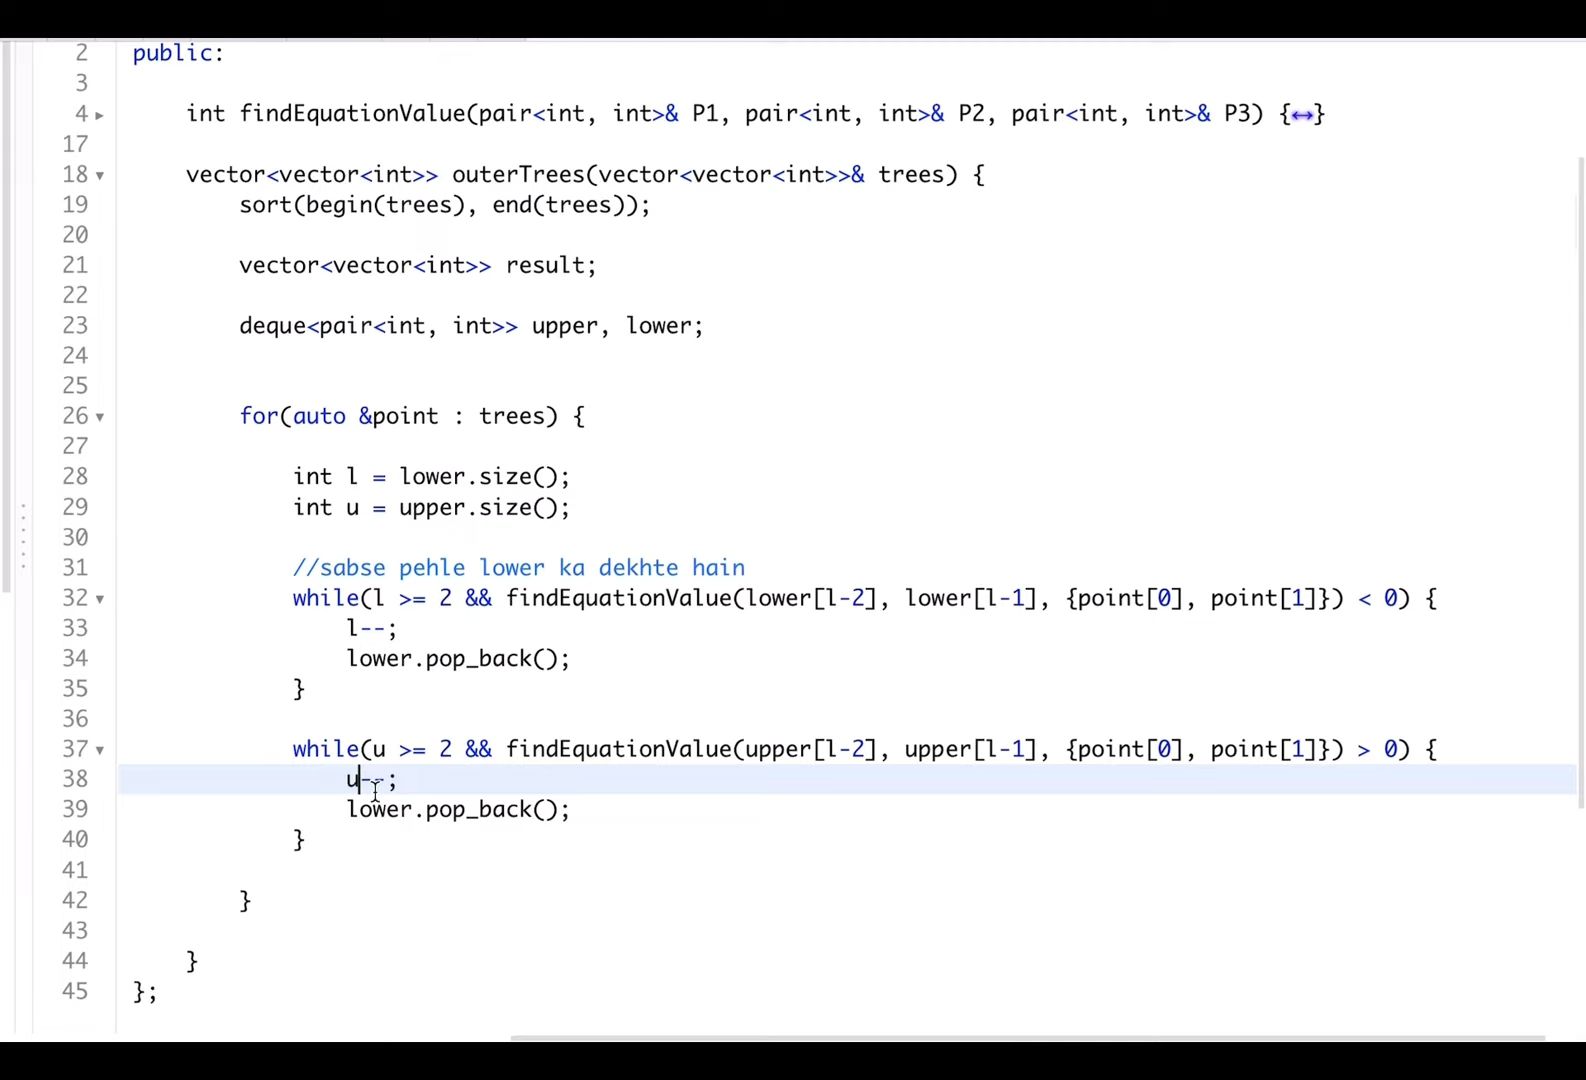 2 public:
3
4 int findEquationValue(pair<int, int>& P1, pair<int, int>& P2, pair<int, int>& P3) {↔}
17
18 vector<vector<int>> outerTrees(vector<vector<int>>& trees) {
19 sort(begin(trees), end(trees));
20
21 vector<vector<int>> result;
22
23 deque<pair<int, int>> upper, lower;
24
25
26 for(auto &point : trees) {
27
28 int l = lower.size();
29 int u = upper.size();
30
31 //sabse pehle lower ka dekhte hain
32 while(l >= 2 && findEquationValue(lower[l-2], lower[l-1], {point[0], point[1]}) < 0) {
33 l--;
34 lower.pop_back();
35 }
36
37 while(u >= 2 && findEquationValue(upper[l-2], upper[l-1], {point[0], point[1]}) > 0) {
38 u--;
39 lower.pop_back();
40 }
41
42 }
43
44 }
45 };